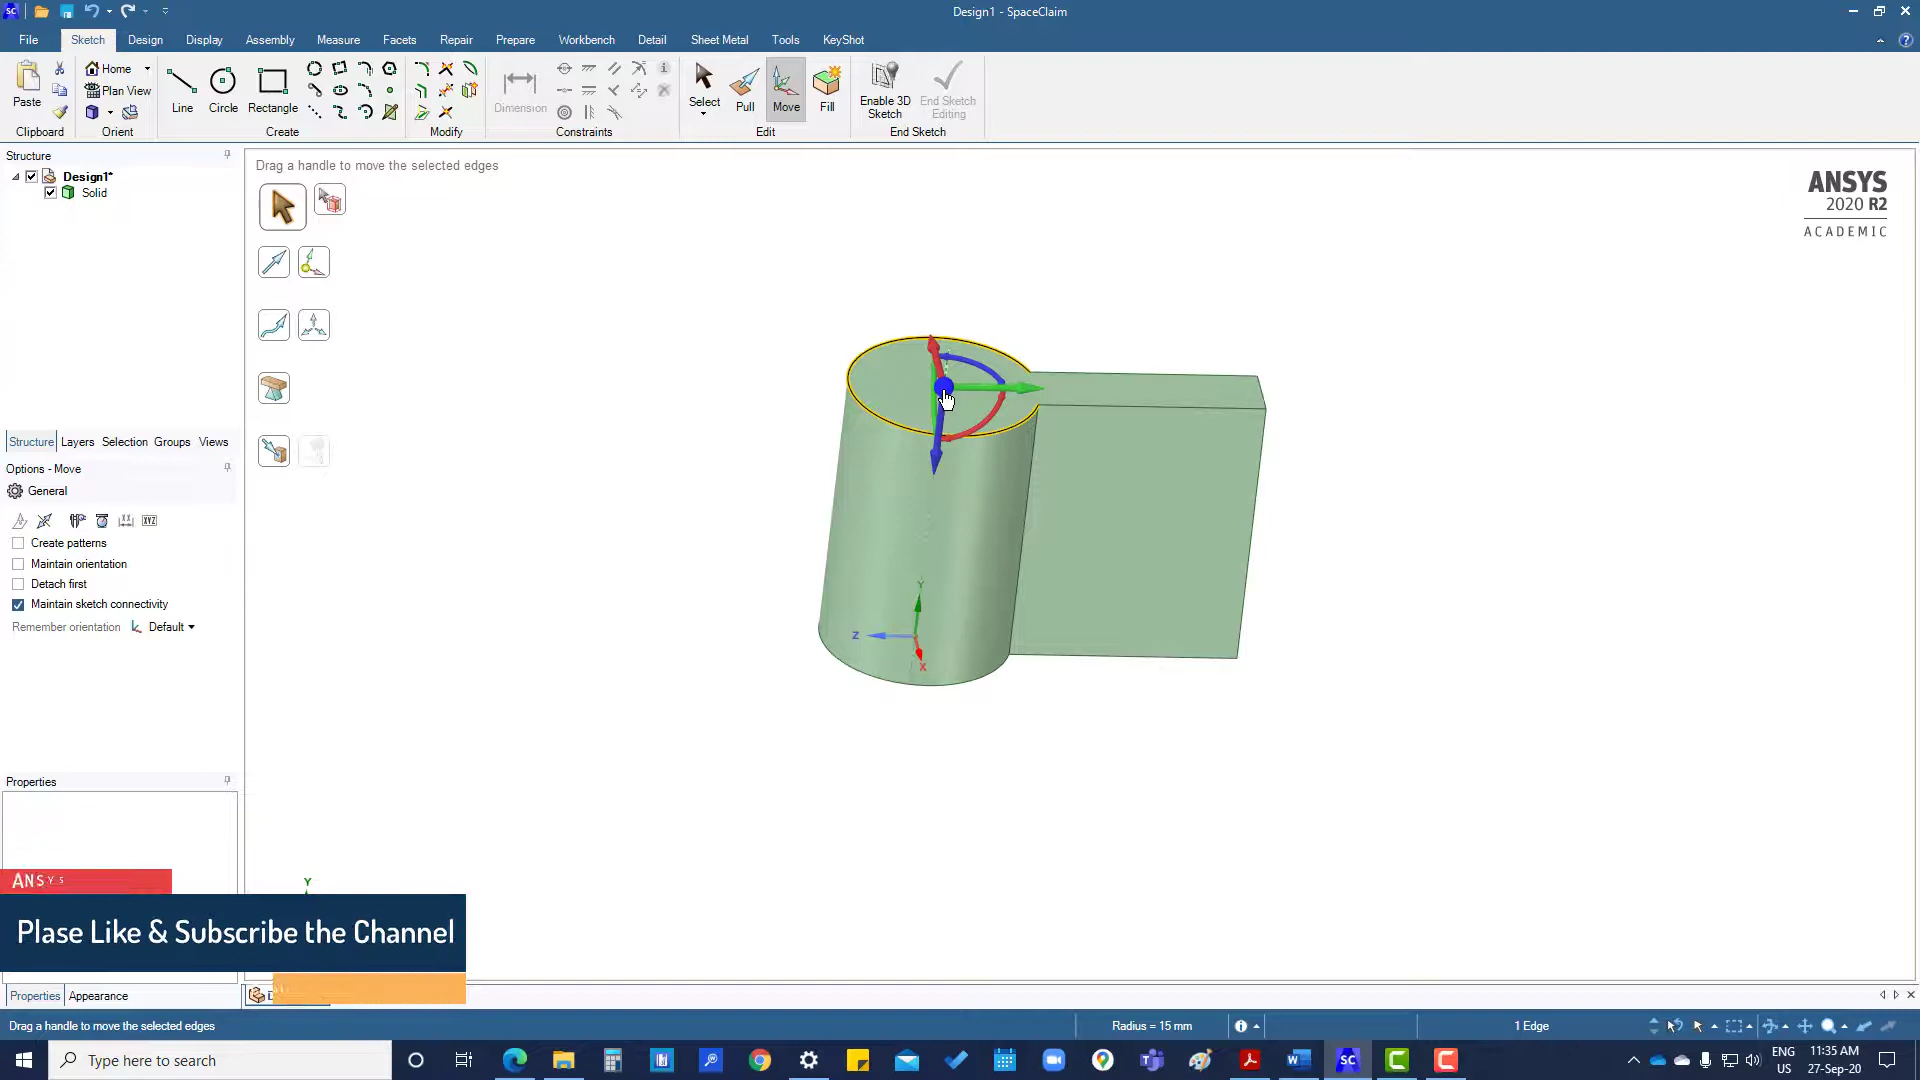 Design1 - SpaceClaim
File Sketch Design Display Assembly Measure Facets Repair Prepare Workbench Detail Sheet Metal Tools KeyShot
Paste
Home
Plan View
Line Circle Rectangle
Dimension
Select Pull Move Fill
Enable 3D Sketch
End Sketch Editing
Clipboard Orient Create Modify Constraints Edit End Sketch
Structure
Design1*
Solid
Drag a handle to move the selected edges
ANSYS
2020 R2
ACADEMIC
Structure Layers Selection Groups Views
Options - Move
General
XYZ
Create patterns
Maintain orientation
Detach first
Maintain sketch connectivity
Remember orientation Default
Y
Z
X
Properties
ANSYS
Y
Plase Like & Subscribe the Channel
Properties Appearance
Drag a handle to move the selected edges
Radius = 15 mm
1 Edge
Type here to search
ENG
US
11:35 AM
27-Sep-20